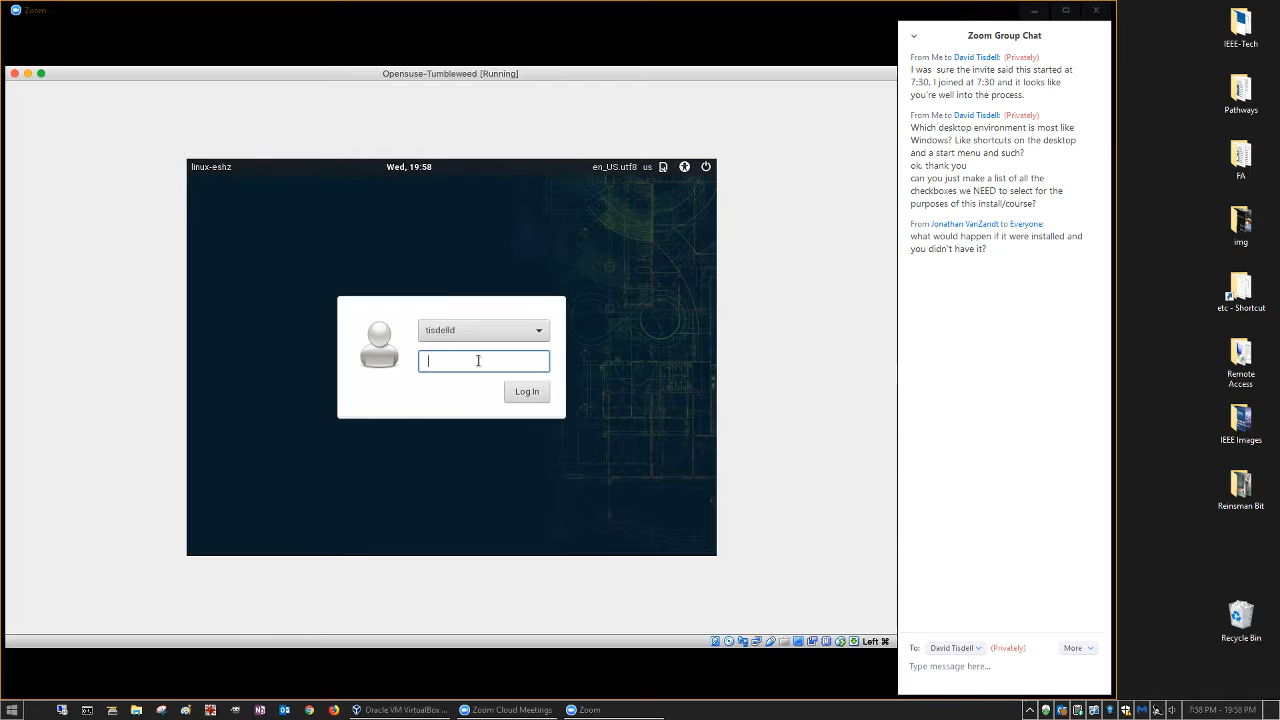 Zoom
Opensuse-Tumbleweed [Running]
linux-eshz
Wed, 19:58
en_US.utf8 us
tisdelld
Log In
Left ⌘
Zoom Group Chat
From Me to David Tisdell: (Privately)
I was sure the invite said this started at
7:30. I joined at 7:30 and it looks like
you're well into the process.
From Me to David Tisdell: (Privately)
Which desktop environment is most like
Windows? Like shortcuts on the desktop
and a start menu and such?
ok, thank you
can you just make a list of all the
checkboxes we NEED to select for the
purposes of this install/course?
From Jonathan VanZandt to Everyone:
what would happen if it were installed and
you didn't have it?
To: David Tisdell (Privately)
More
Type message here...
IEEE-Tech
Pathways
FA
img
etc - Shortcut
Remote
Access
IEEE Images
Reinsman Bit
Recycle Bin
Oracle VM VirtualBox ...
Zoom Cloud Meetings
Zoom
7:58 PM - 19:58 PM